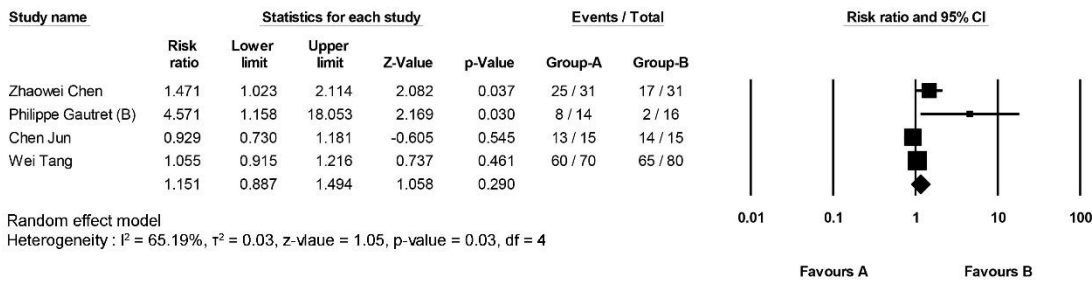 Study name Statistics for each study Events / Total Risk ratio and 95% CI
Risk ratio Lower limit Upper limit Z-Value p-Value Group-A Group-B
Zhaowei Chen 1.471 1.023 2.114 2.082 0.037 25 / 31 17 / 31
Philippe Gautret (B) 4.571 1.158 18.053 2.169 0.030 8 / 14 2 / 16
Chen Jun 0.929 0.730 1.181 -0.605 0.545 13 / 15 14 / 15
Wei Tang 1.055 0.915 1.216 0.737 0.461 60 / 70 65 / 80
1.151 0.887 1.494 1.058 0.290
0.01 0.1 1 10 100
Random effect model
Heterogeneity : I² = 65.19%, τ² = 0.03, z-vlaue = 1.05, p-value = 0.03, df = 4
Favours A Favours B